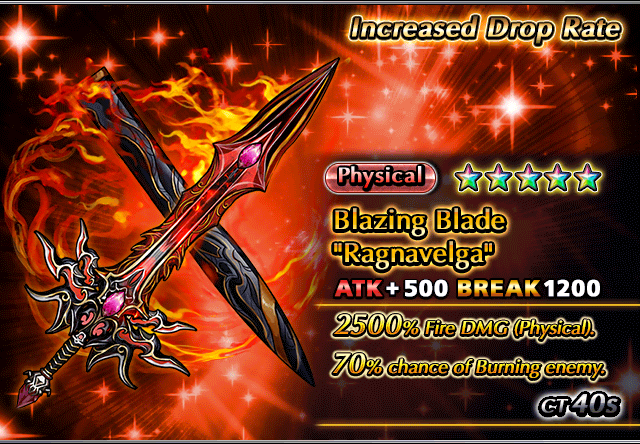 Increased Drop Rate
Physical
Blazing Blade
"Ragnavelga"
ATK+500 BREAK1200
2500% Fire DMG (Physical).
70% chance of Burning enemy.
CT40s